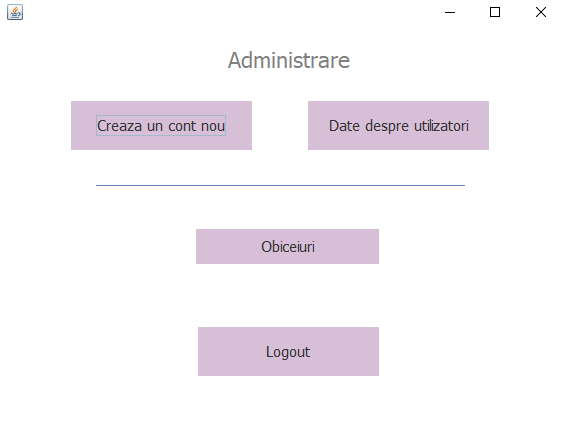 Administrare
Creaza un cont nou
Date despre utilizatori
Obiceiuri
Logout